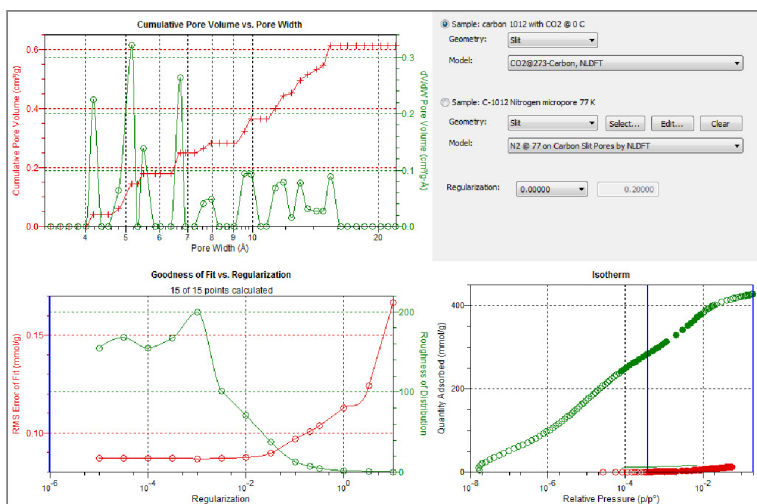 Cumulative Pore Volume vs. Pore Width
Cumulative Pore Volume (cm³/g)
0.6
0.4
0.2
0.0
0.3
0.2
0.1
0.0
dV/dW Pore Volume (cm³/g·Å)
4 5 6 7 8 9 10 20
Pore Width (Å)
Sample: carbon 1012 with CO2 @ 0 C
Geometry: Slit
Model:
CO2@273-Carbon, NLDFT
Sample: C-1012 Nitrogen micropore 77 K
Geometry: Slit Select... Edit... Clear
Model:
N2 @ 77 on Carbon Slit Pores by NLDFT
Regularization: 0.00000 0.20000
Goodness of Fit vs. Regularization
15 of 15 points calculated
RMS Error of Fit (mmol/g)
0.15
0.10
200
100
0
Roughness of Distribution
10⁻⁴ 10⁻² 10⁰
Regularization
Isotherm
Quantity Adsorbed (mmol/g)
400
200
0
10⁻⁸ 10⁻⁶ 10⁻⁴ 10⁻²
Relative Pressure (p/p°)